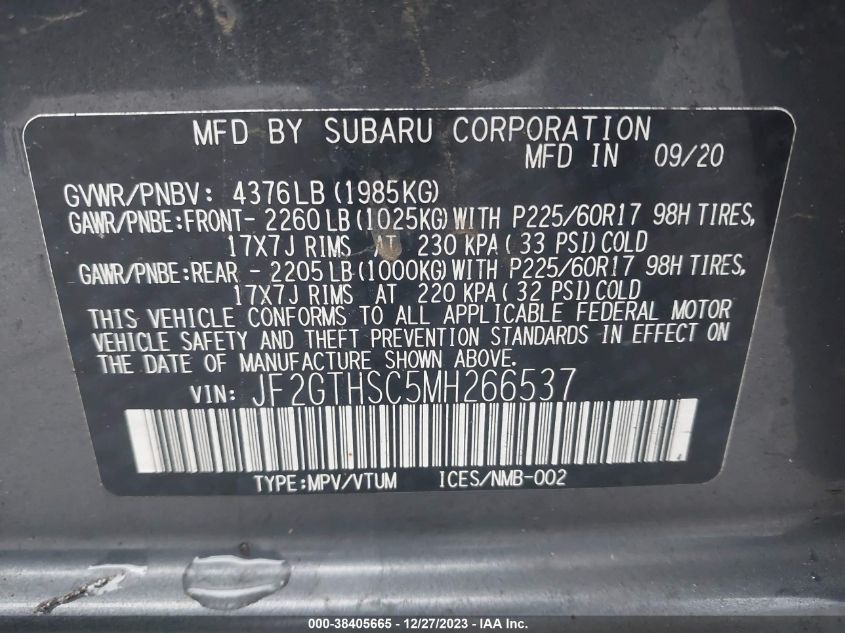 MFD BY SUBARU CORPORATION
MFD IN 09/20
GVWR/PNBV: 4376LB (1985KG)
GAWR/PNBE:FRONT- 2260 LB (1025KG) WITH P225/60R17 98H TIRES,
17X7J RIMS AT 230 KPA ( 33 PSI) COLD
GAWR/PNBE:REAR - 2205 LB (1000KG) WITH P225/60R17 98H TIRES,
17X7J RIMS AT 220 KPA ( 32 PSI) COLD
THIS VEHICLE CONFORMS TO ALL APPLICABLE FEDERAL MOTOR
VEHICLE SAFETY AND THEFT PREVENTION STANDARDS IN EFFECT ON
THE DATE OF MANUFACTURE SHOWN ABOVE.
VIN: JF2GTHSC5MH266537
TYPE:MPV/VTUM ICES/NMB-002
000-38405665 - 12/27/2023 - IAA Inc.